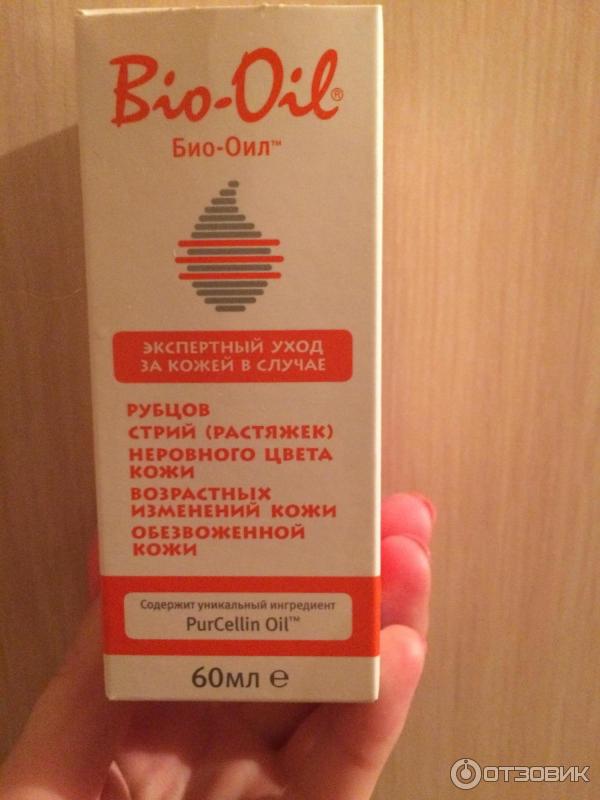 Bio-Oil®
Био-Оил™
ЭКСПЕРТНЫЙ УХОД
ЗА КОЖЕЙ В СЛУЧАЕ
РУБЦОВ
СТРИЙ (РАСТЯЖЕК)
НЕРОВНОГО ЦВЕТА
КОЖИ
ВОЗРАСТНЫХ
ИЗМЕНЕНИЙ КОЖИ
ОБЕЗВОЖЕННОЙ
КОЖИ
Содержит уникальный ингредиент
PurCellin Oil™
60мл ℮
ОТЗОВИК